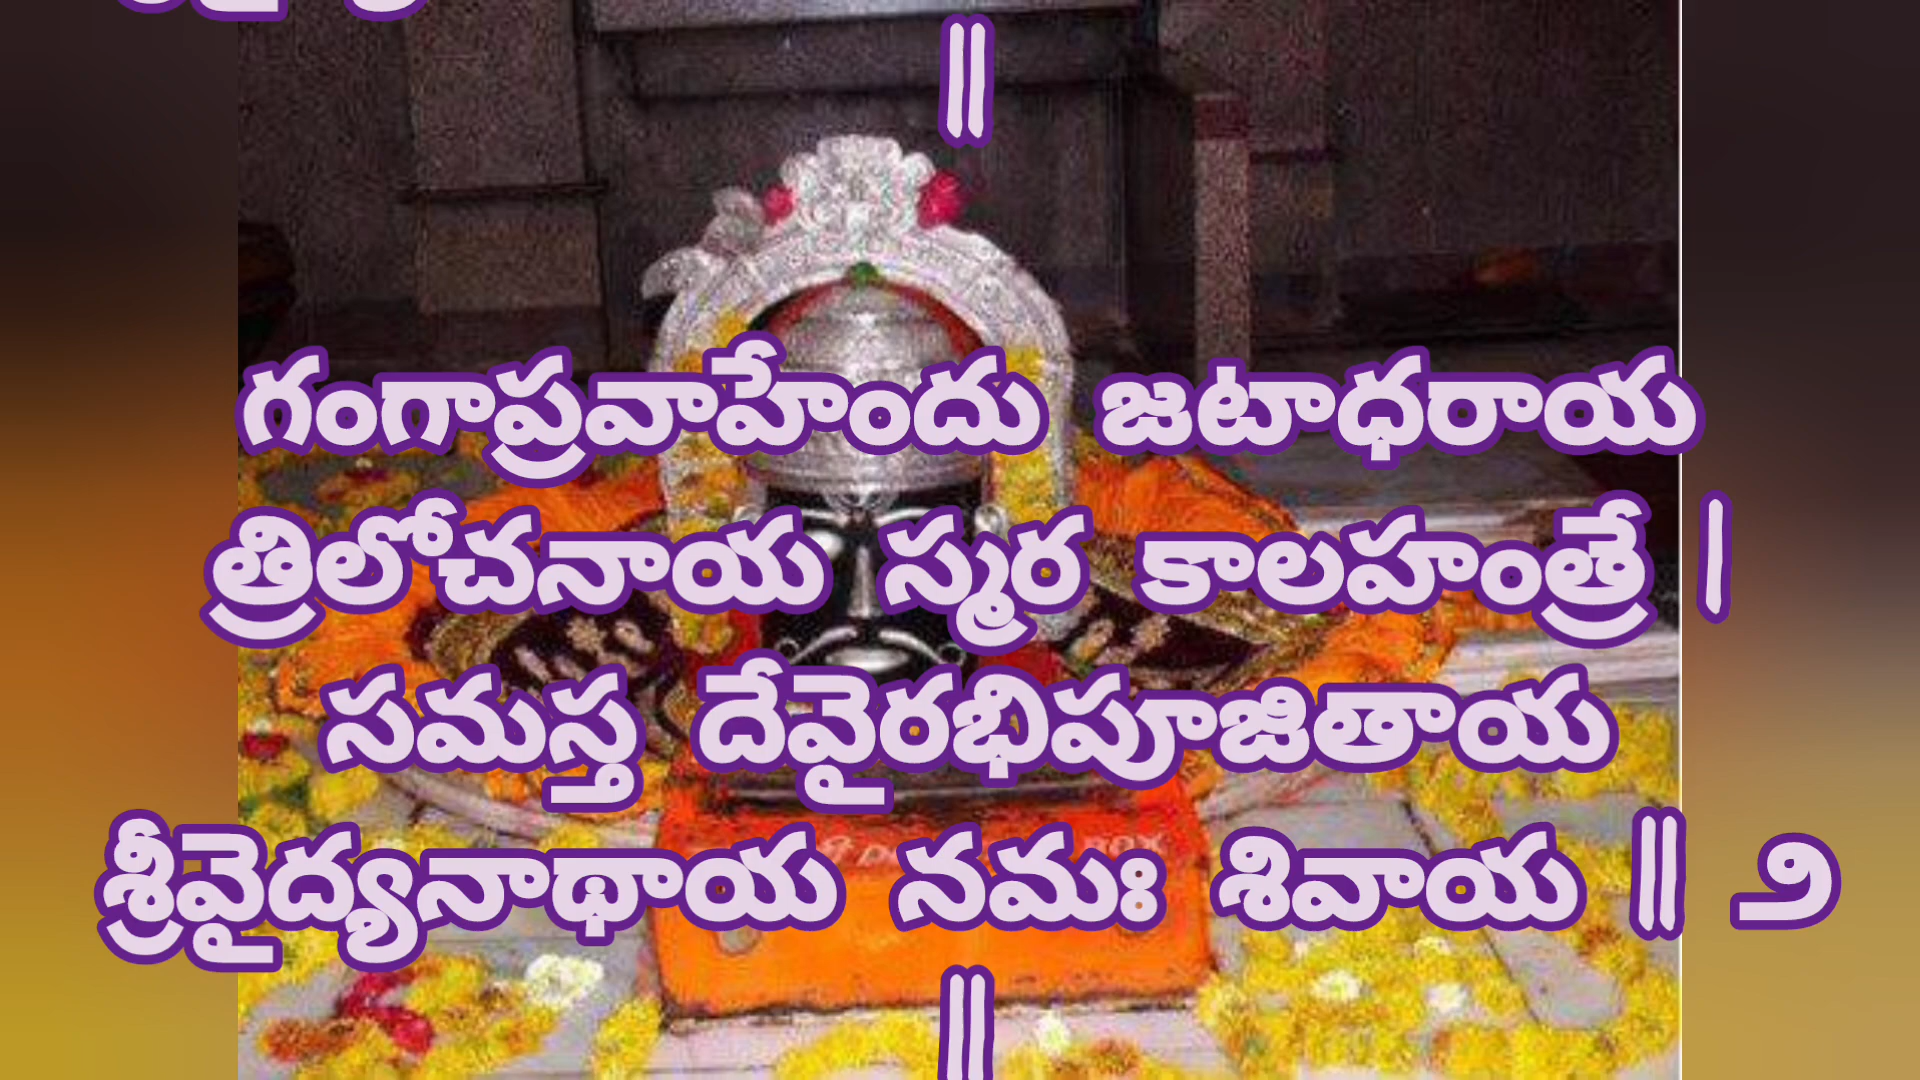 ॥
గంగాప్రవాహేందు జటాధరాయ
త్రిలోచనాయ స్మర కాలహంత్రే ।
సమస్త దేవైరభిపూజితాయ
శ్రీవైద్యనాథాయ నమః శివాయ ॥ ౨
॥